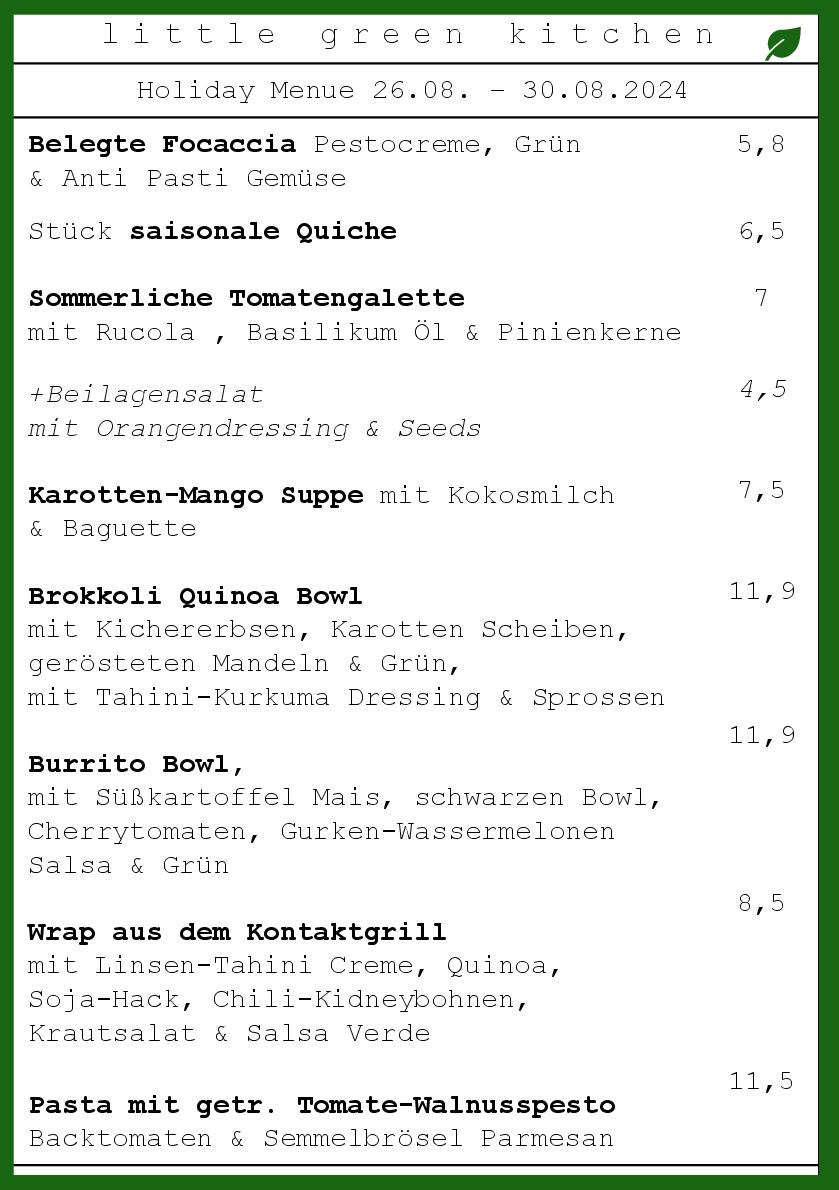 little green kitchen
Holiday Menue 26.08. - 30.08.2024
Belegte Focaccia Pestocreme, Grün 5,8
& Anti Pasti Gemüse
Stück saisonale Quiche 6,5
Sommerliche Tomatengalette 7
mit Rucola , Basilikum Öl & Pinienkerne
+Beilagensalat 4,5
mit Orangendressing & Seeds
Karotten-Mango Suppe mit Kokosmilch 7,5
& Baguette
Brokkoli Quinoa Bowl 11,9
mit Kichererbsen, Karotten Scheiben,
gerösteten Mandeln & Grün,
mit Tahini-Kurkuma Dressing & Sprossen
11,9
Burrito Bowl,
mit Süßkartoffel Mais, schwarzen Bowl,
Cherrytomaten, Gurken-Wassermelonen
Salsa & Grün
8,5
Wrap aus dem Kontaktgrill
mit Linsen-Tahini Creme, Quinoa,
Soja-Hack, Chili-Kidneybohnen,
Krautsalat & Salsa Verde
11,5
Pasta mit getr. Tomate-Walnusspesto
Backtomaten & Semmelbrösel Parmesan